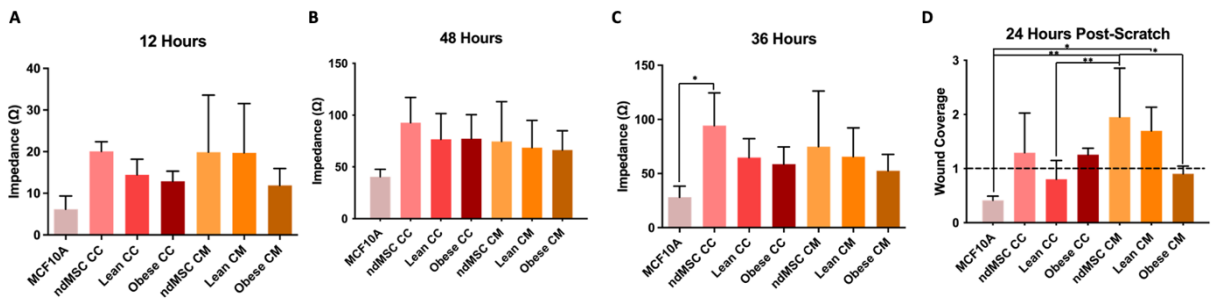 A
12 Hours
Impedance (Ω)
40
30
20
10
0
MCF10A
ndMSC CC
Lean CC
Obese CC
ndMSC CM
Lean CM
Obese CM
B
48 Hours
Impedance (Ω)
150
100
50
0
MCF10A
ndMSC CC
Lean CC
Obese CC
ndMSC CM
Lean CM
Obese CM
C
36 Hours
Impedance (Ω)
150
100
50
0
*
MCF10A
ndMSC CC
Lean CC
Obese CC
ndMSC CM
Lean CM
Obese CM
D
24 Hours Post-Scratch
Wound Coverage
3
2
1
0
*
**
*
**
MCF10A
ndMSC CC
Lean CC
Obese CC
ndMSC CM
Lean CM
Obese CM